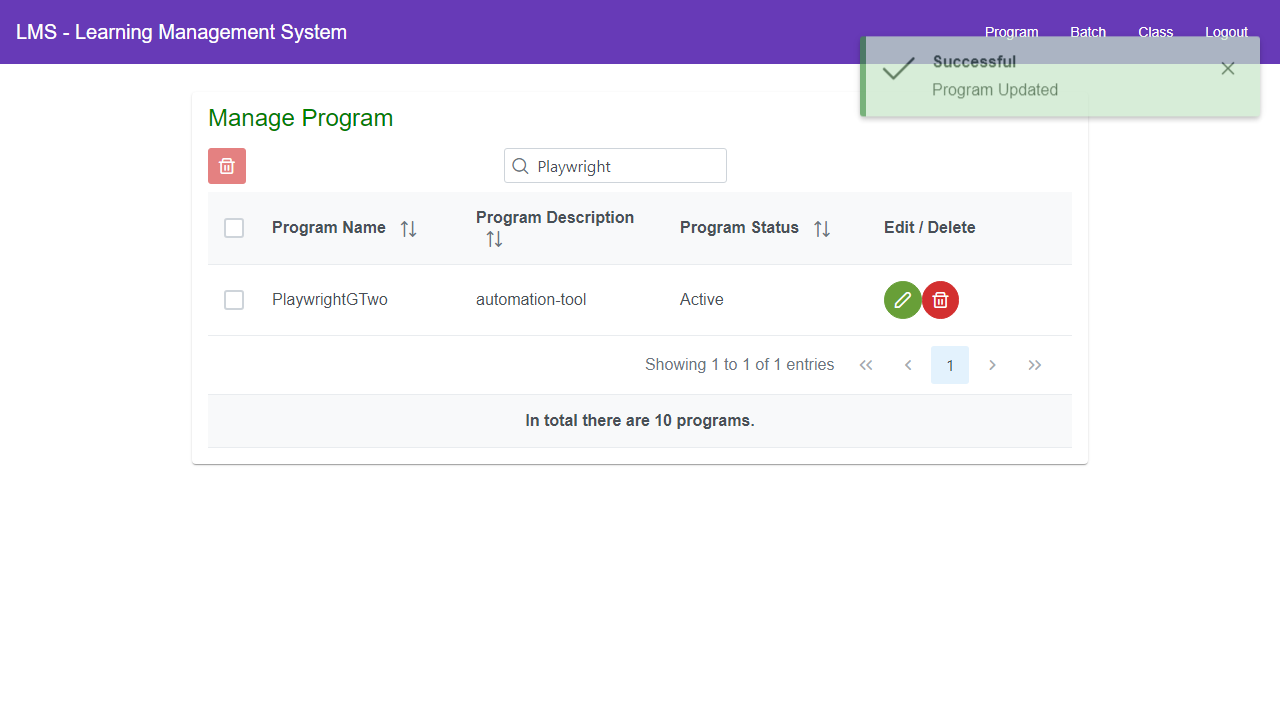 LMS - Learning Management System
Program Batch Class Logout
Successful
Program Updated
Manage Program
Playwright
Program Name Program Description Program Status Edit / Delete
PlaywrightGTwo automation-tool Active
Showing 1 to 1 of 1 entries 1
In total there are 10 programs.